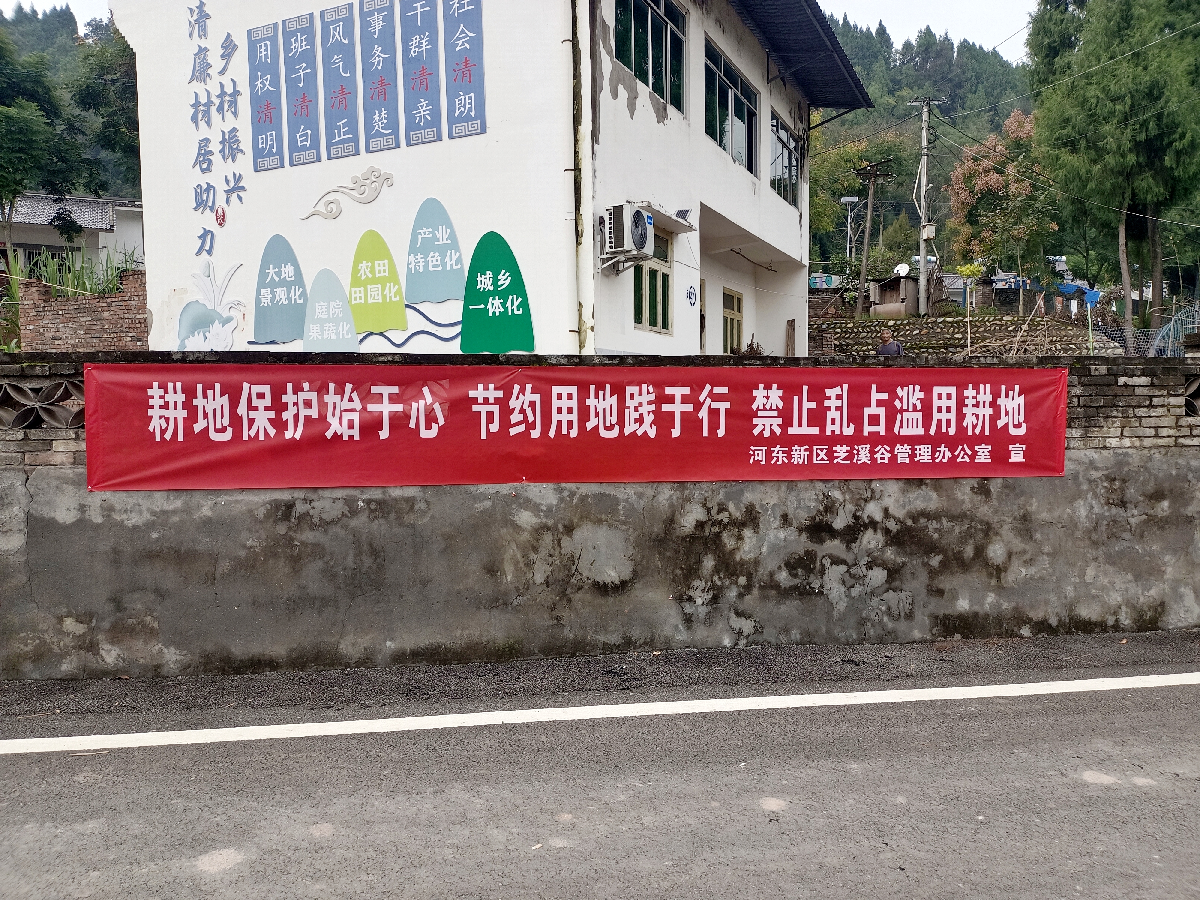 清廉村居助力
乡村振兴
用权清明
班子清白
风气清正
事务清楚
干群清亲
社会清朗
大地
景观化
庭院
果蔬化
农田
田园化
产业
特色化
城乡
一体化
耕地保护始于心 节约用地践于行 禁止乱占滥用耕地
河东新区芝溪谷管理办公室 宣